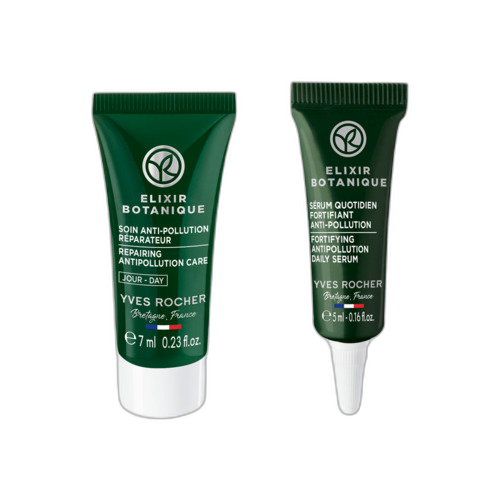 ELIXIR
BOTANIQUE
SOIN ANTI-POLLUTION
RÉPARATEUR
REPAIRING
ANTIPOLLUTION CARE
JOUR - DAY
YVES ROCHER
Bretagne, France
℮ 7 ml 0.23 fl.oz.
ELIXIR
BOTANIQUE
SÉRUM QUOTIDIEN
FORTIFIANT
ANTI-POLLUTION
FORTIFYING
ANTIPOLLUTION
DAILY SERUM
YVES ROCHER
Bretagne, France
℮ 5 ml - 0.16 fl.oz.